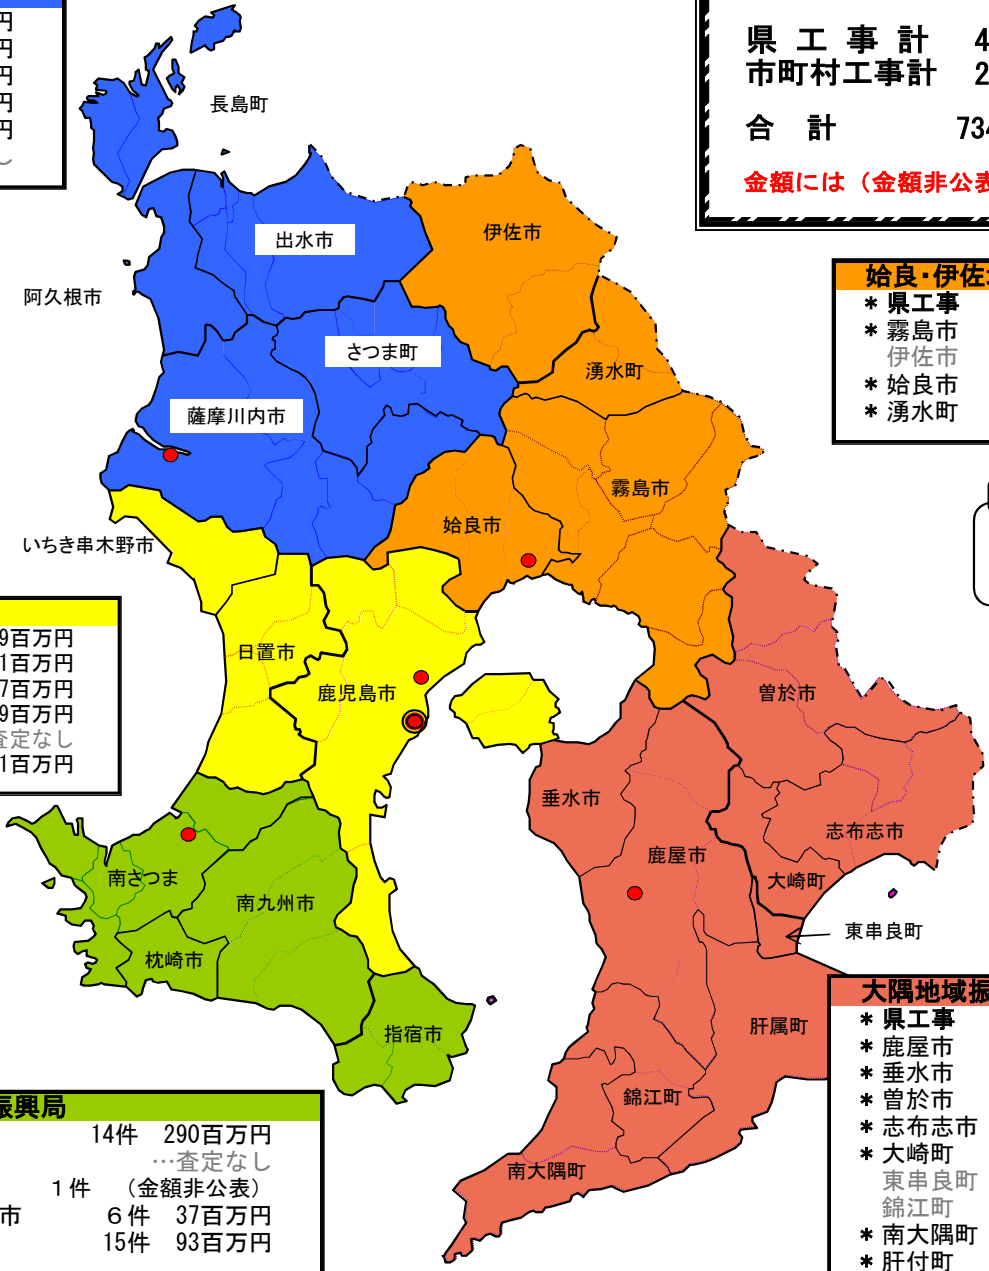 円
円
円
円
円
県工事計 4
市町村工事計 2
合計 734
金額には（金額非公表
長島町
出水市
伊佐市
阿久根市
さつま町
湧水町
薩摩川内市
霧島市
姶良市
いちき串木野市
日置市
鹿児島市
曽於市
垂水市
志布志市
鹿屋市
大崎町
南さつま
南九州市
東串良町
枕崎市
肝属町
指宿市
錦江町
南大隅町
姶良・伊佐
＊県工事
＊霧島市
伊佐市
＊姶良市
＊湧水町
9百万円
1百万円
7百万円
9百万円
査定なし
1百万円
振興局
14件 290百万円
…査定なし
1件 （金額非公表）
市 6件 37百万円
15件 93百万円
大隅地域振
＊県工事
＊鹿屋市
＊垂水市
＊曽於市
＊志布志市
＊大崎町
東串良町
錦江町
＊南大隅町
＊肝付町